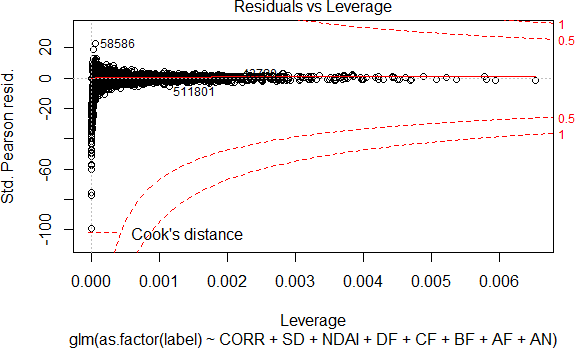 Residuals vs Leverage
Std. Pearson resid.
20
0
-20
-60
-100
58586
511801
1
0.5
0.5
1
Cook's distance
0.000 0.001 0.002 0.003 0.004 0.005 0.006
Leverage
glm(as.factor(label) ~ CORR + SD + NDAI + DF + CF + BF + AF + AN)